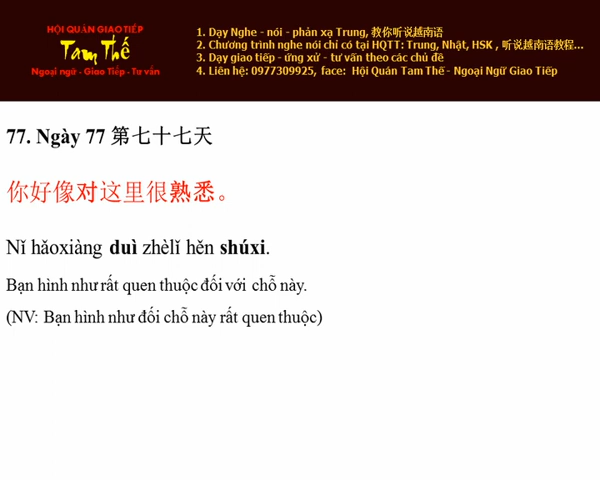 HỘI QUÁN GIAO TIẾP
Tam Thế
Ngoại ngữ - Giao Tiếp - Tư vấn
1. Dạy Nghe - nói - phản xạ Trung, 教你听说越南语
2. Chương trình nghe nói chỉ có tại HQTT: Trung, Nhật, HSK , 听说越南语教程...
3. Dạy giao tiếp - ứng xử - tư vấn theo các chủ đề
4. Liên hệ: 0977309925, face: Hội Quán Tam Thế - Ngoại Ngữ Giao Tiếp
77. Ngày 77 第七十七天
你好像对这里很熟悉。
Nǐ hǎoxiàng duì zhèlǐ hěn shúxi.
Bạn hình như rất quen thuộc đối với chỗ này.
(NV: Bạn hình như đối chỗ này rất quen thuộc)